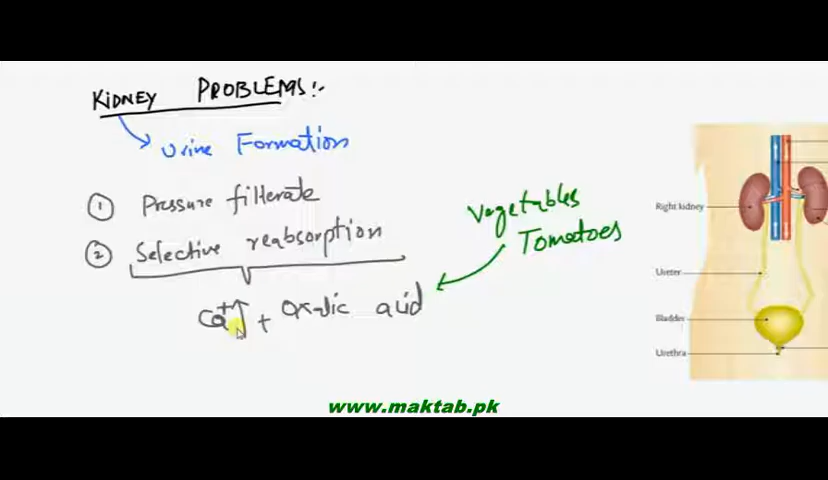 KIDNEY PROBLEMS:-
Urine Formation
① Pressure filterate
② Selective reabsorption
Ca++↑ + Oxalic acid
Vegetables
Tomatoes
Right kidney
Ureter
Bladder
Urethra
www.maktab.pk